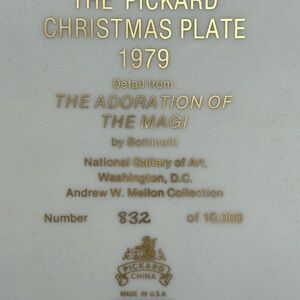 THE PICKARD
CHRISTMAS PLATE
1979
Detail from
THE ADORATION OF
THE MAGI
by Botticelli
National Gallery of Art,
Washington, D.C.
Andrew W. Mellon Collection
Number 832 of 10,000
PICKARD
CHINA
MADE IN U.S.A.